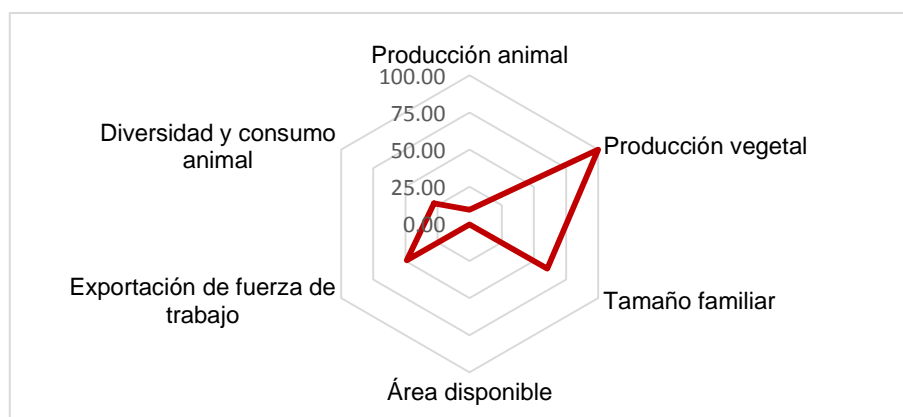 Producción animal
100.00
75.00
50.00
25.00
0.00
Diversidad y consumo
animal
Producción vegetal
Exportación de fuerza de
trabajo
Tamaño familiar
Área disponible